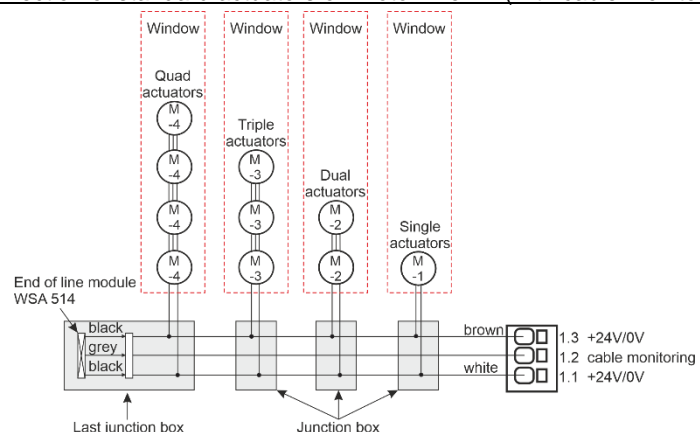 Window
Window
Window
Window
Quad
actuators
M
-4
M
-4
M
-4
M
-4
Triple
actuators
M
-3
M
-3
M
-3
Dual
actuators
M
-2
M
-2
Single
actuators
M
-1
End of line module
WSA 514
black
grey
black
brown
white
1.3 +24V/0V
1.2 cable monitoring
1.1 +24V/0V
Last junction box
Junction box